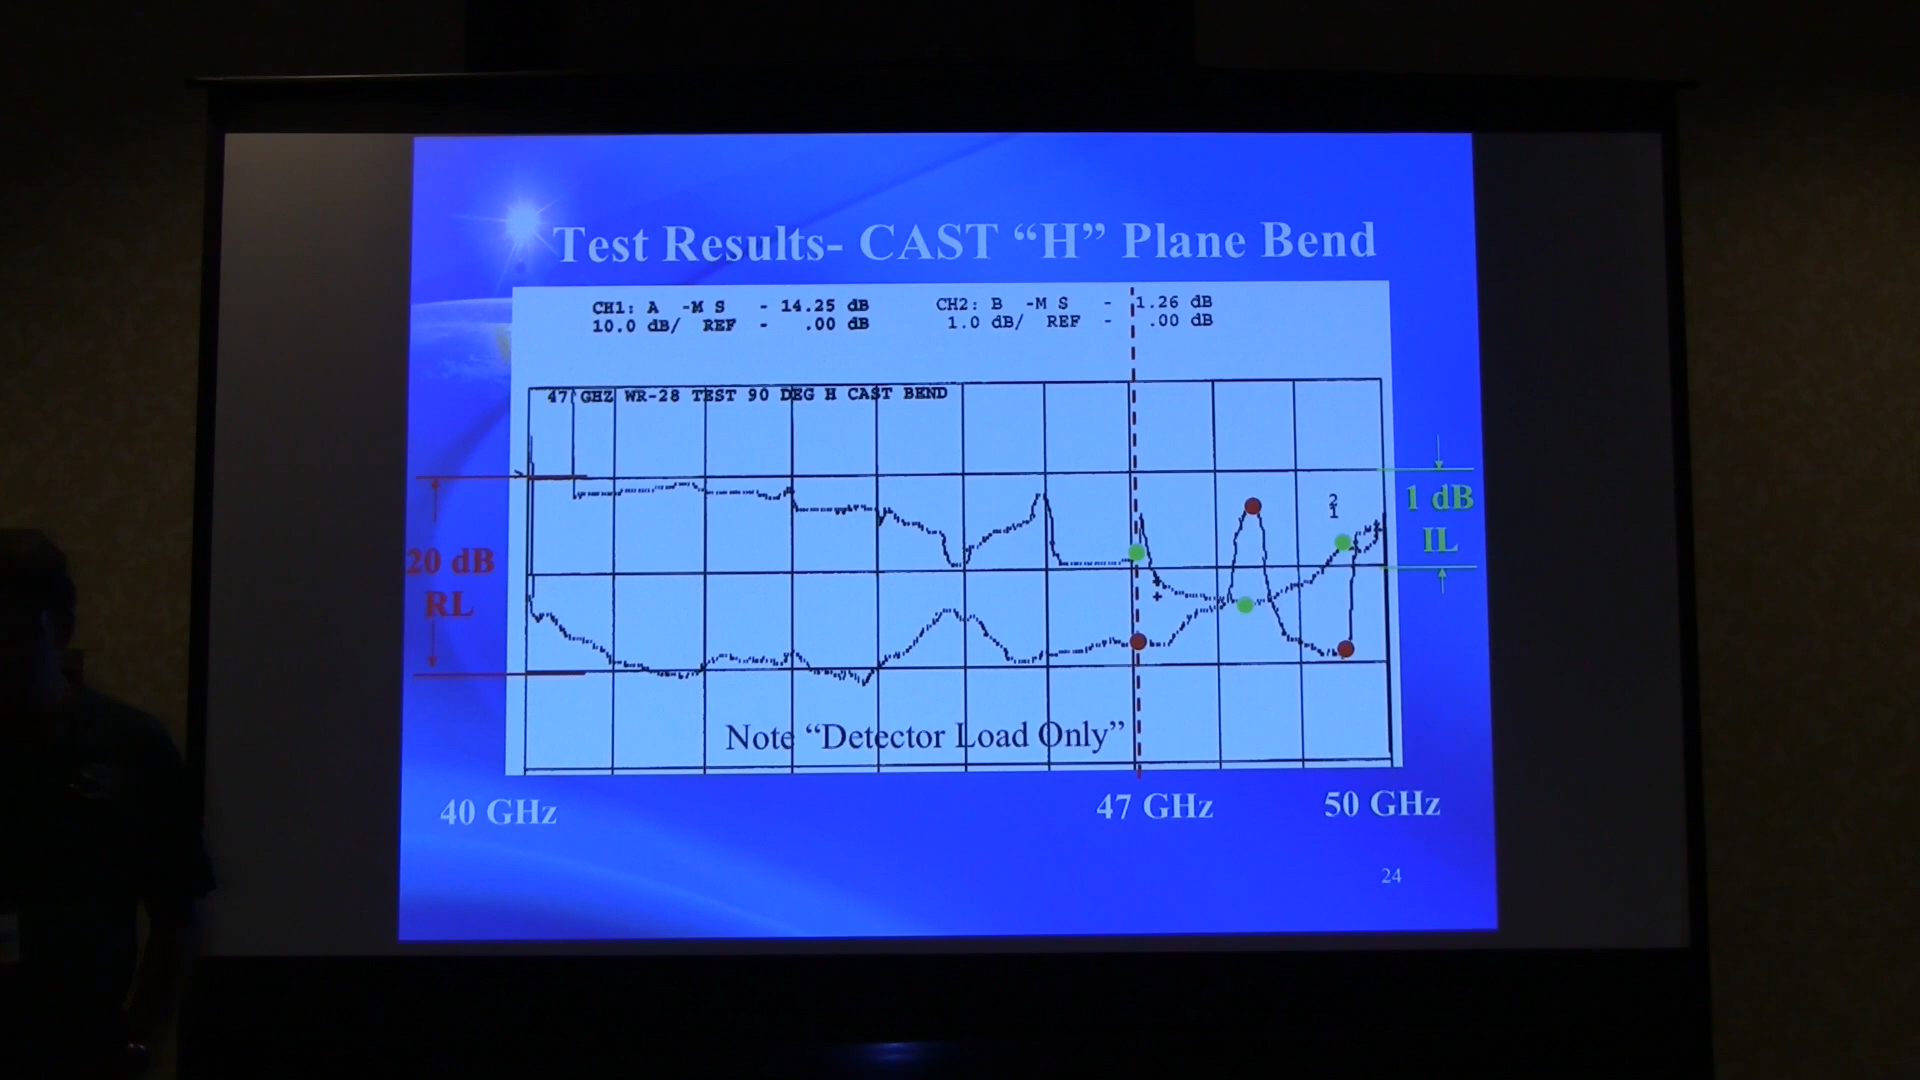 Test Results- CAST “H” Plane Bend
CH1: A -M S - 14.25 dB
10.0 dB/ REF - .00 dB
CH2: B -M S - 1.26 dB
1.0 dB/ REF - .00 dB
47 GHZ WR-28 TEST 90 DEG H CAST BEND
20 dB
RL
1 dB
IL
2
1
Note “Detector Load Only”
40 GHz
47 GHz
50 GHz
24